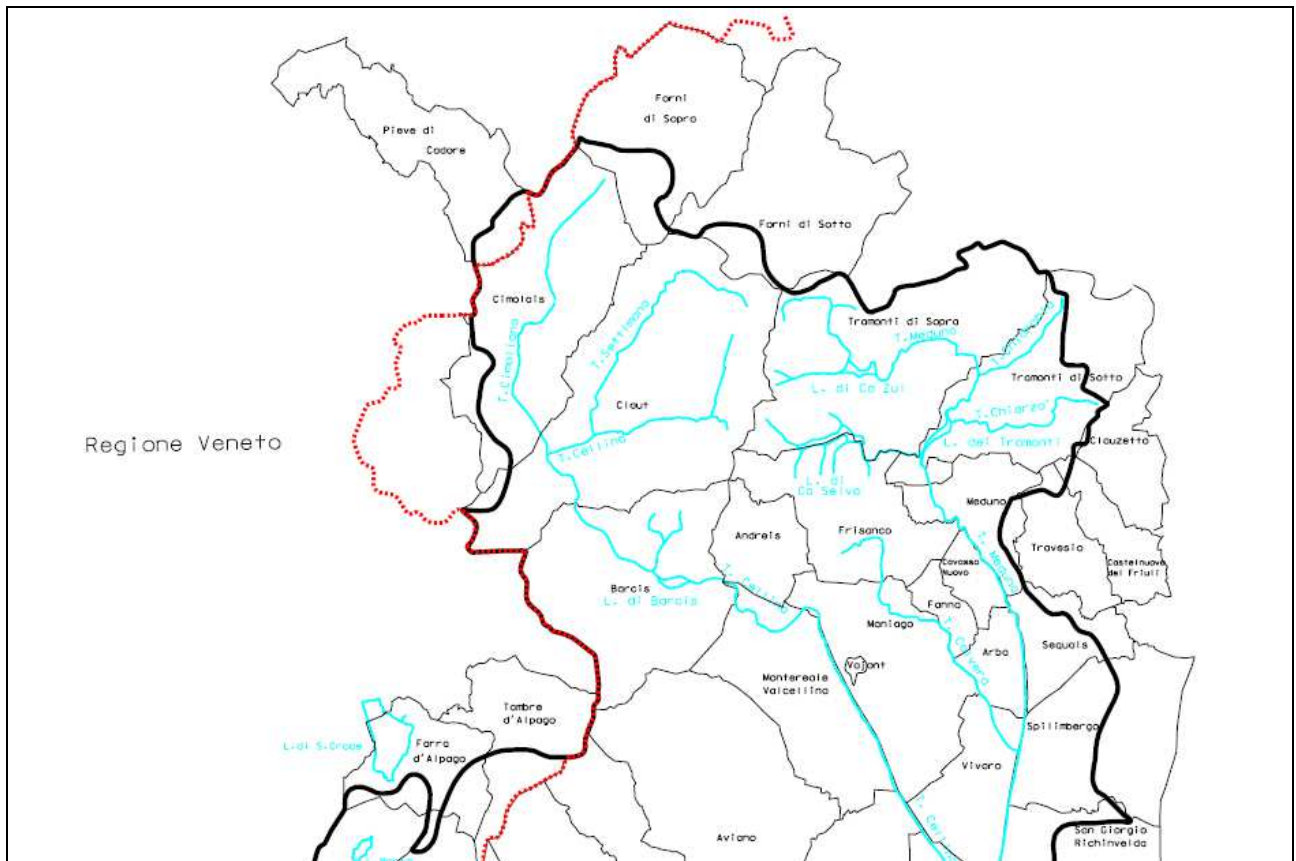 Forni
di Sopra
Pieve di
Cadore
Forni di Sotto
Cimolais
Tramonti di Sopra
T.Meduna
T.Settimana
T.Cimoliana
L. di Ca Zul
Tramonti di Sotto
Claut
T.Chiarzo'
Regione Veneto
T.Cellina
L. dei Tramonti
Clauzetto
L. di
Ca Selva
Meduno
Andreis
Frisanco
T. Meduna
Travesio
Cavasso
Nuovo
Castelnuovo
del Friuli
T. Cellina
Barcis
L. di Barcis
Fanna
Maniago
T. Colvera
Arba
Sequals
Vajont
Montereale
Valcellina
Tambre
d'Alpago
Spilimbergo
L.di S.Croce
Farra
d'Alpago
Vivaro
T. Cellina
Aviano
San Giorgio
Richinvelda